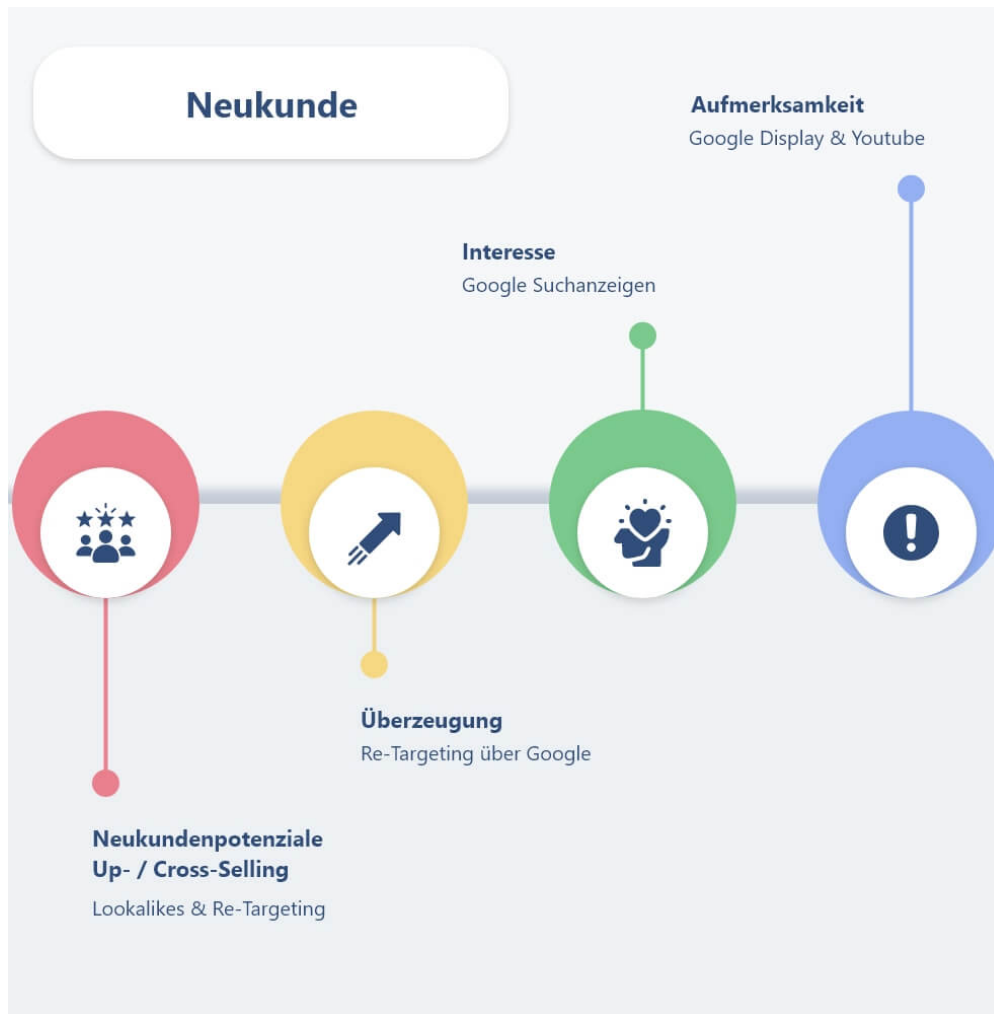 Neukunde
Aufmerksamkeit
Google Display & Youtube
Interesse
Google Suchanzeigen
Überzeugung
Re-Targeting über Google
Neukundenpotenziale
Up- / Cross-Selling
Lookalikes & Re-Targeting